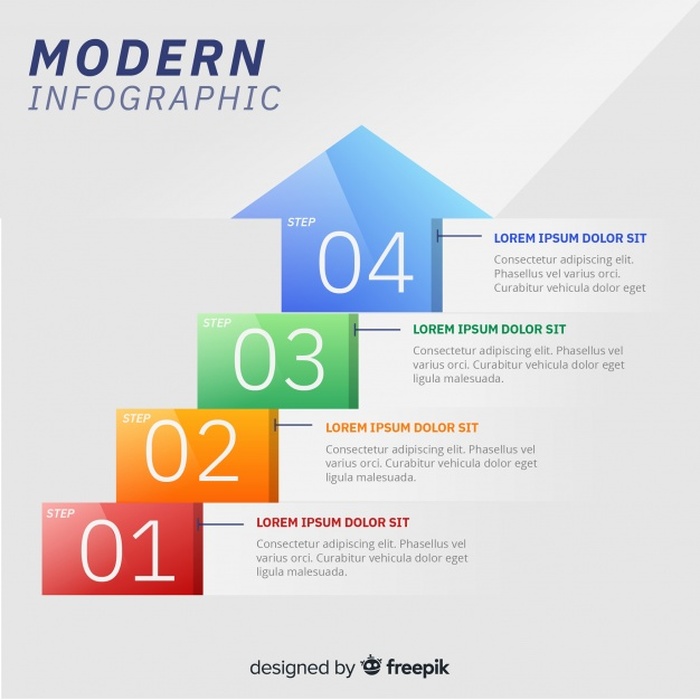 MODERN
INFOGRAPHIC
STEP
04
LOREM IPSUM DOLOR SIT
Consectetur adipiscing elit.
Phasellus vel varius orci.
Curabitur vehicula dolor eget
STEP
03
LOREM IPSUM DOLOR SIT
Consectetur adipiscing elit. Phasellus vel
varius orci. Curabitur vehicula dolor eget
ligula malesuada.
STEP
02
LOREM IPSUM DOLOR SIT
Consectetur adipiscing elit. Phasellus vel
varius orci. Curabitur vehicula dolor eget
ligula malesuada.
STEP
01
LOREM IPSUM DOLOR SIT
Consectetur adipiscing elit. Phasellus vel
varius orci. Curabitur vehicula dolor eget
ligula malesuada.
designed by freepik